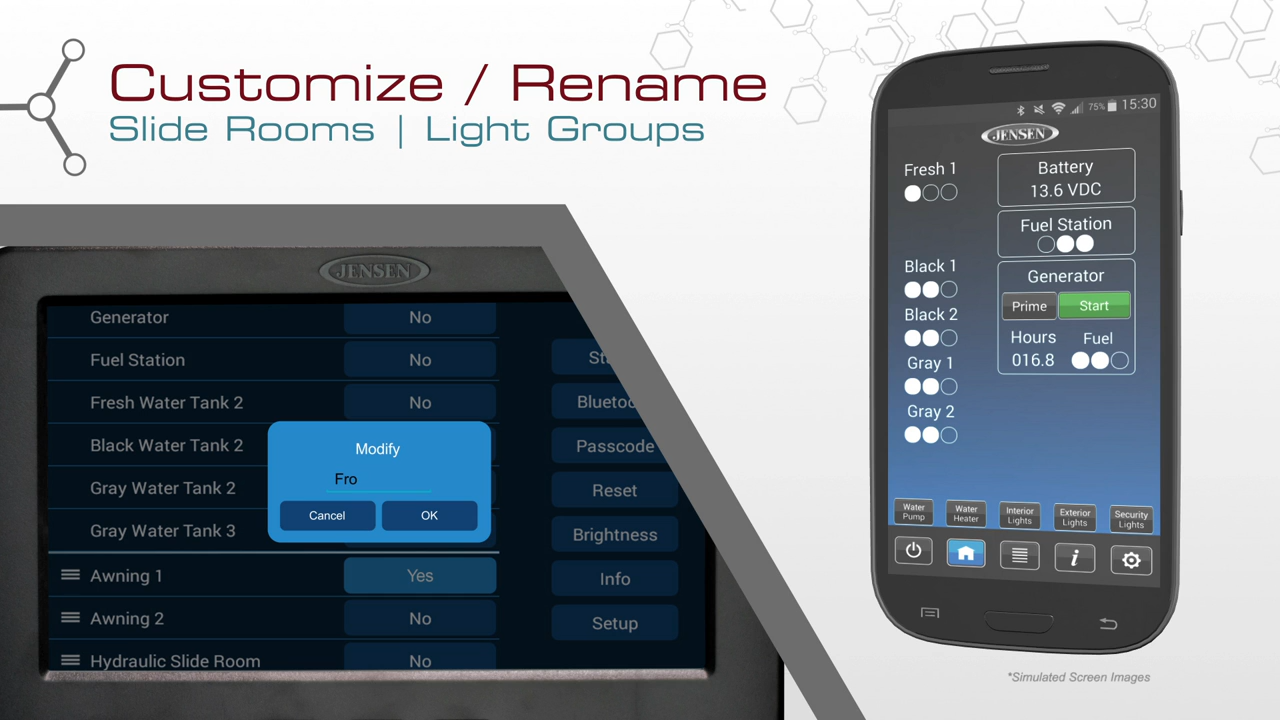 Customize / Rename
Slide Rooms | Light Groups
JENSEN
Generator No
Fuel Station No
Fresh Water Tank 2 No
Black Water Tank 2
Gray Water Tank 2
Gray Water Tank 3
Awning 1 Yes
Awning 2 No
Hydraulic Slide Room No
Modify
Fro
Cancel OK
Passcode
Reset
Brightness
Info
Setup
75% 15:30
JENSEN
Fresh 1
Black 1
Black 2
Gray 1
Gray 2
Battery
13.6 VDC
Fuel Station
Generator
Prime Start
Hours Fuel
016.8
Water Pump
Water Heater
Interior Lights
Exterior Lights
Security Lights
*Simulated Screen Images